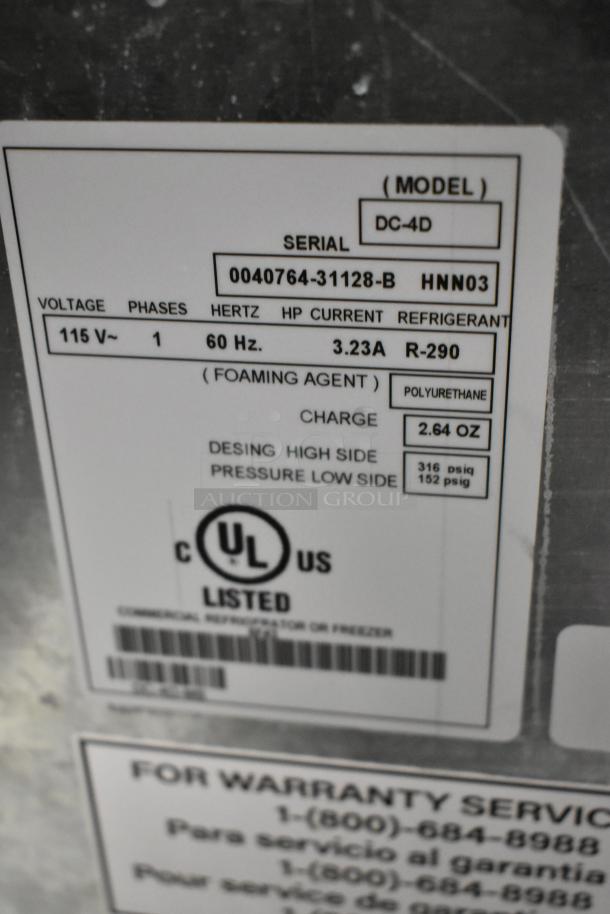 ( MODEL )
DC-4D
SERIAL
0040764-31128-B HNN03
VOLTAGE PHASES HERTZ HP CURRENT REFRIGERANT
115 V~ 1 60 Hz. 3.23A R-290
( FOAMING AGENT ) POLYURETHANE
CHARGE 2.64 OZ
DESING HIGH SIDE 316 psig
PRESSURE LOW SIDE 152 psig
AUCTION GROUP
C UL US
LISTED
COMMERCIAL REFRIGERATOR OR FREEZER
FOR WARRANTY SERVIC
1-(800)-684-8988
Para servicio al garantia
1-(800)-684-8988
Pour service de